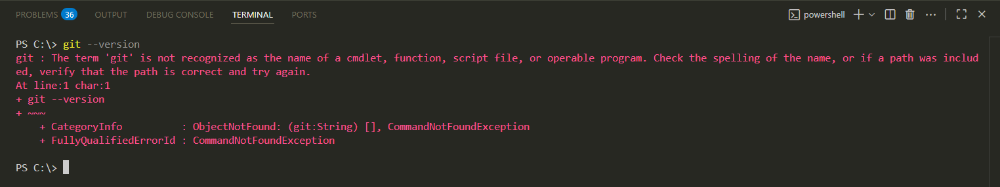 PROBLEMS 36 OUTPUT DEBUG CONSOLE TERMINAL PORTS powershell
PS C:\> git --version
git : The term 'git' is not recognized as the name of a cmdlet, function, script file, or operable program. Check the spelling of the name, or if a path was includ
ed, verify that the path is correct and try again.
At line:1 char:1
+ git --version
+ ~~~
    + CategoryInfo          : ObjectNotFound: (git:String) [], CommandNotFoundException
    + FullyQualifiedErrorId : CommandNotFoundException
PS C:\>